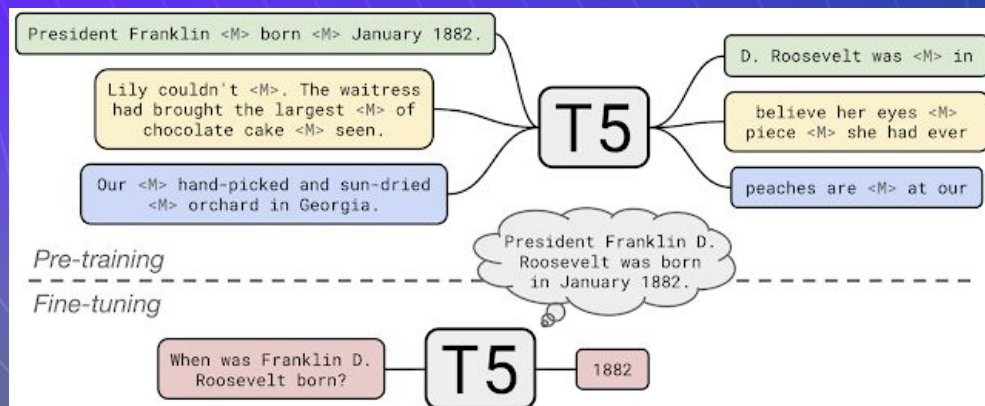 President Franklin <M> born <M> January 1882.
Lily couldn't <M>. The waitress
had brought the largest <M> of
chocolate cake <M> seen.
Our <M> hand-picked and sun-dried
<M> orchard in Georgia.
T5
D. Roosevelt was <M> in
believe her eyes <M>
piece <M> she had ever
peaches are <M> at our
Pre-training
President Franklin D.
Roosevelt was born
in January 1882.
Fine-tuning
When was Franklin D.
Roosevelt born?
T5
1882